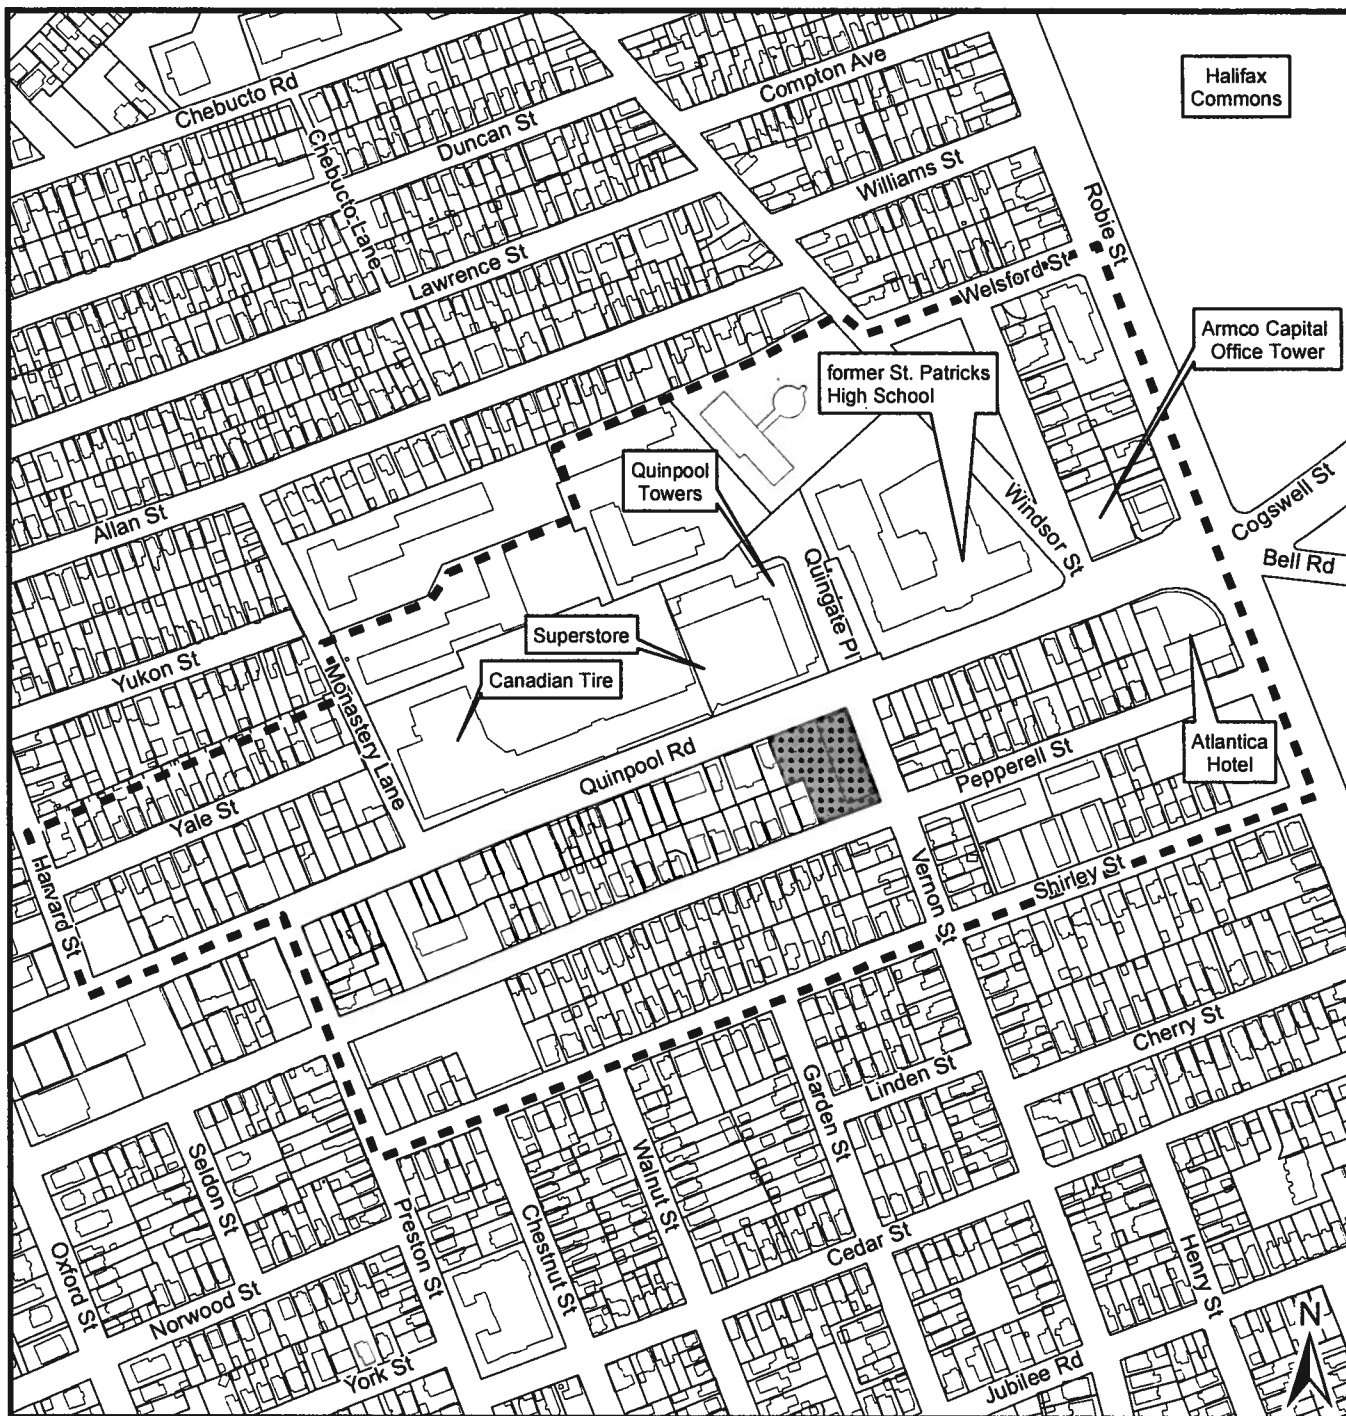 Halifax
Commons
Compton Ave
Chebucto Rd
Duncan St
Chebucto Lane
Williams St
Robie St
Lawrence St
Welsford St
Armco Capital
Office Tower
former St. Patricks
High School
Quinpool
Towers
Windsor St
Cogswell St
Allan St
Bell Rd
Quingate Pl
Superstore
Yukon St
Canadian Tire
Monastery Lane
Atlantica
Hotel
Quinpool Rd
Pepperell St
Yale St
Harvard St
Vernon St
Shirley St
Cherry St
Linden St
Garden St
Seldon St
Walnut St
Preston St
Chestnut St
Cedar St
Oxford St
Henry St
Norwood St
N
York St
Jubilee Rd